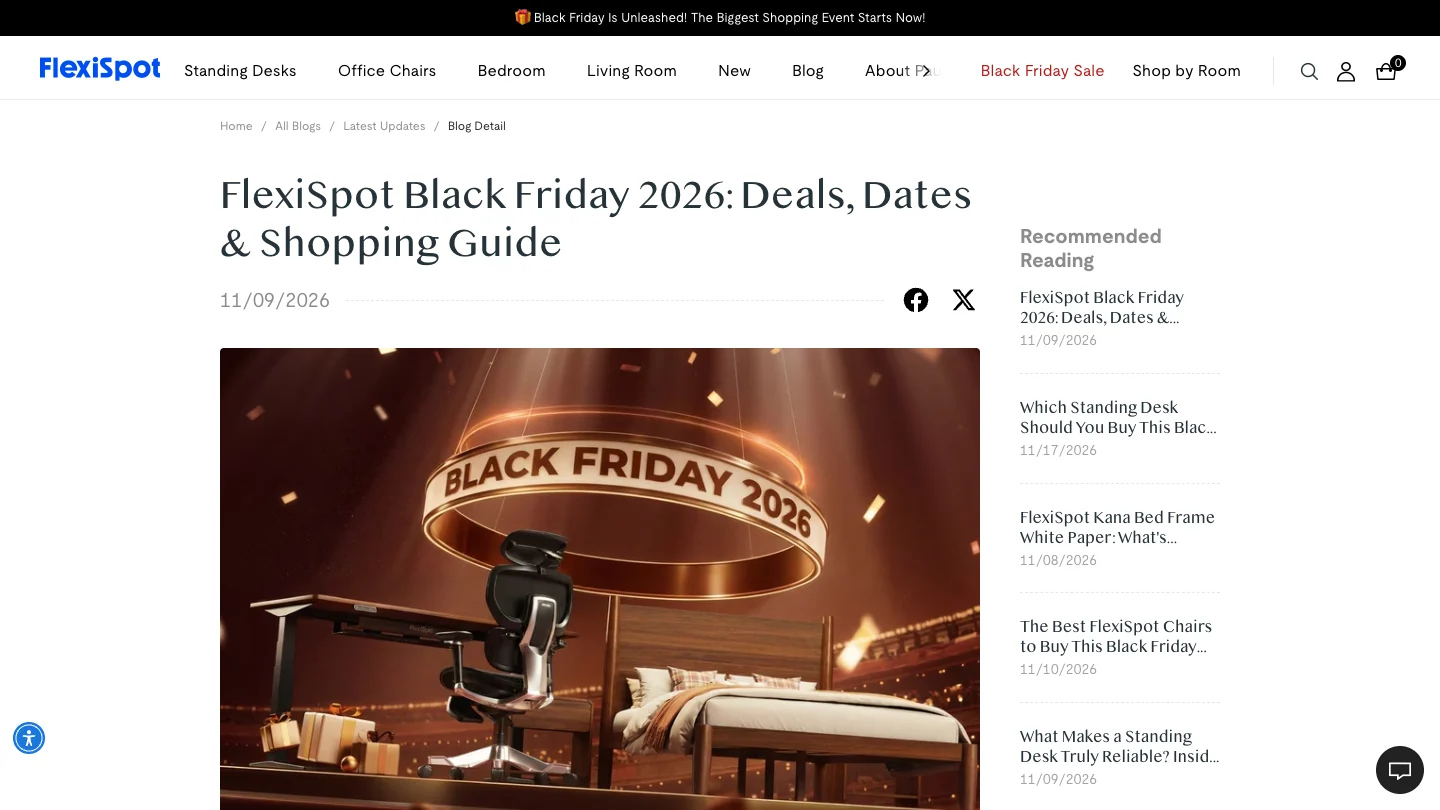 Black Friday Is Unleashed! The Biggest Shopping Event Starts Now!
FlexiSpot
Standing Desks
Office Chairs
Bedroom
Living Room
New
Blog
About
Black Friday Sale
Shop by Room
0
Home / All Blogs / Latest Updates / Blog Detail
FlexiSpot Black Friday 2026: Deals, Dates
& Shopping Guide
11/09/2026
BLACK FRIDAY 2026
Recommended
Reading
FlexiSpot Black Friday
2026: Deals, Dates &...
11/09/2026
Which Standing Desk
Should You Buy This Blac...
11/17/2026
FlexiSpot Kana Bed Frame
White Paper: What's...
11/08/2026
The Best FlexiSpot Chairs
to Buy This Black Friday...
11/10/2026
What Makes a Standing
Desk Truly Reliable? Insid...
11/09/2026